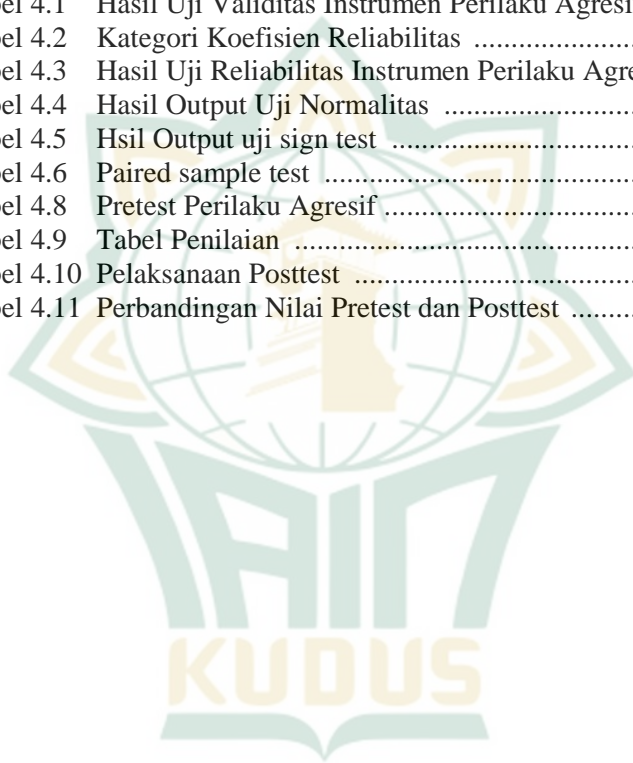 el 4.1 Hasil Uji Validitas Instrumen Perilaku Agresi
el 4.2 Kategori Koefisien Reliabilitas ........................
el 4.3 Hasil Uji Reliabilitas Instrumen Perilaku Agre
el 4.4 Hasil Output Uji Normalitas .............................
el 4.5 Hsil Output uji sign test .....................................
el 4.6 Paired sample test ................................................
el 4.8 Pretest Perilaku Agresif .......................................
el 4.9 Tabel Penilaian .....................................................
el 4.10 Pelaksanaan Posttest ................................................
el 4.11 Perbandingan Nilai Pretest dan Posttest .........
IAIN
KUDUS